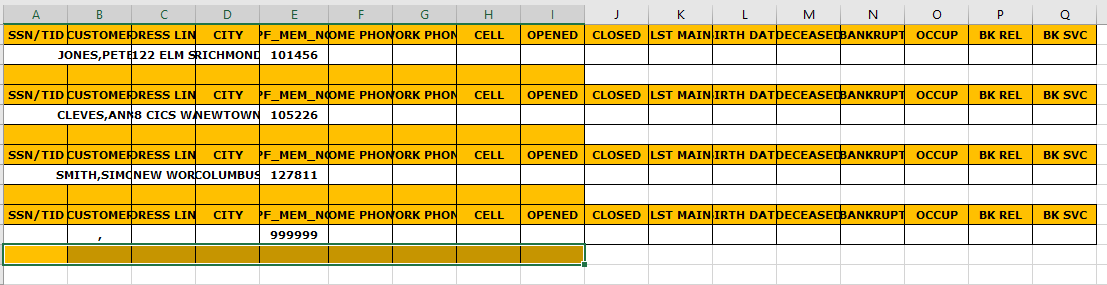 A B C D E F G H I J K L M N O P Q
SSN/TID CUSTOMER DRESS LIN CITY PF_MEM_NO OME PHON ORK PHON CELL OPENED CLOSED LST MAIN IRTH DAT DECEASED BANKRUPT OCCUP BK REL BK SVC
JONES,PETE 122 ELM S RICHMOND 101456
SSN/TID CUSTOMER DRESS LIN CITY PF_MEM_NO OME PHON ORK PHON CELL OPENED CLOSED LST MAIN IRTH DAT DECEASED BANKRUPT OCCUP BK REL BK SVC
CLEVES,ANN 8 CICS WA NEWTOWN 105226
SSN/TID CUSTOMER DRESS LIN CITY PF_MEM_NO OME PHON ORK PHON CELL OPENED CLOSED LST MAIN IRTH DAT DECEASED BANKRUPT OCCUP BK REL BK SVC
SMITH,SIMO NEW WOR COLUMBUS 127811
SSN/TID CUSTOMER DRESS LIN CITY PF_MEM_NO OME PHON ORK PHON CELL OPENED CLOSED LST MAIN IRTH DAT DECEASED BANKRUPT OCCUP BK REL BK SVC
, 999999